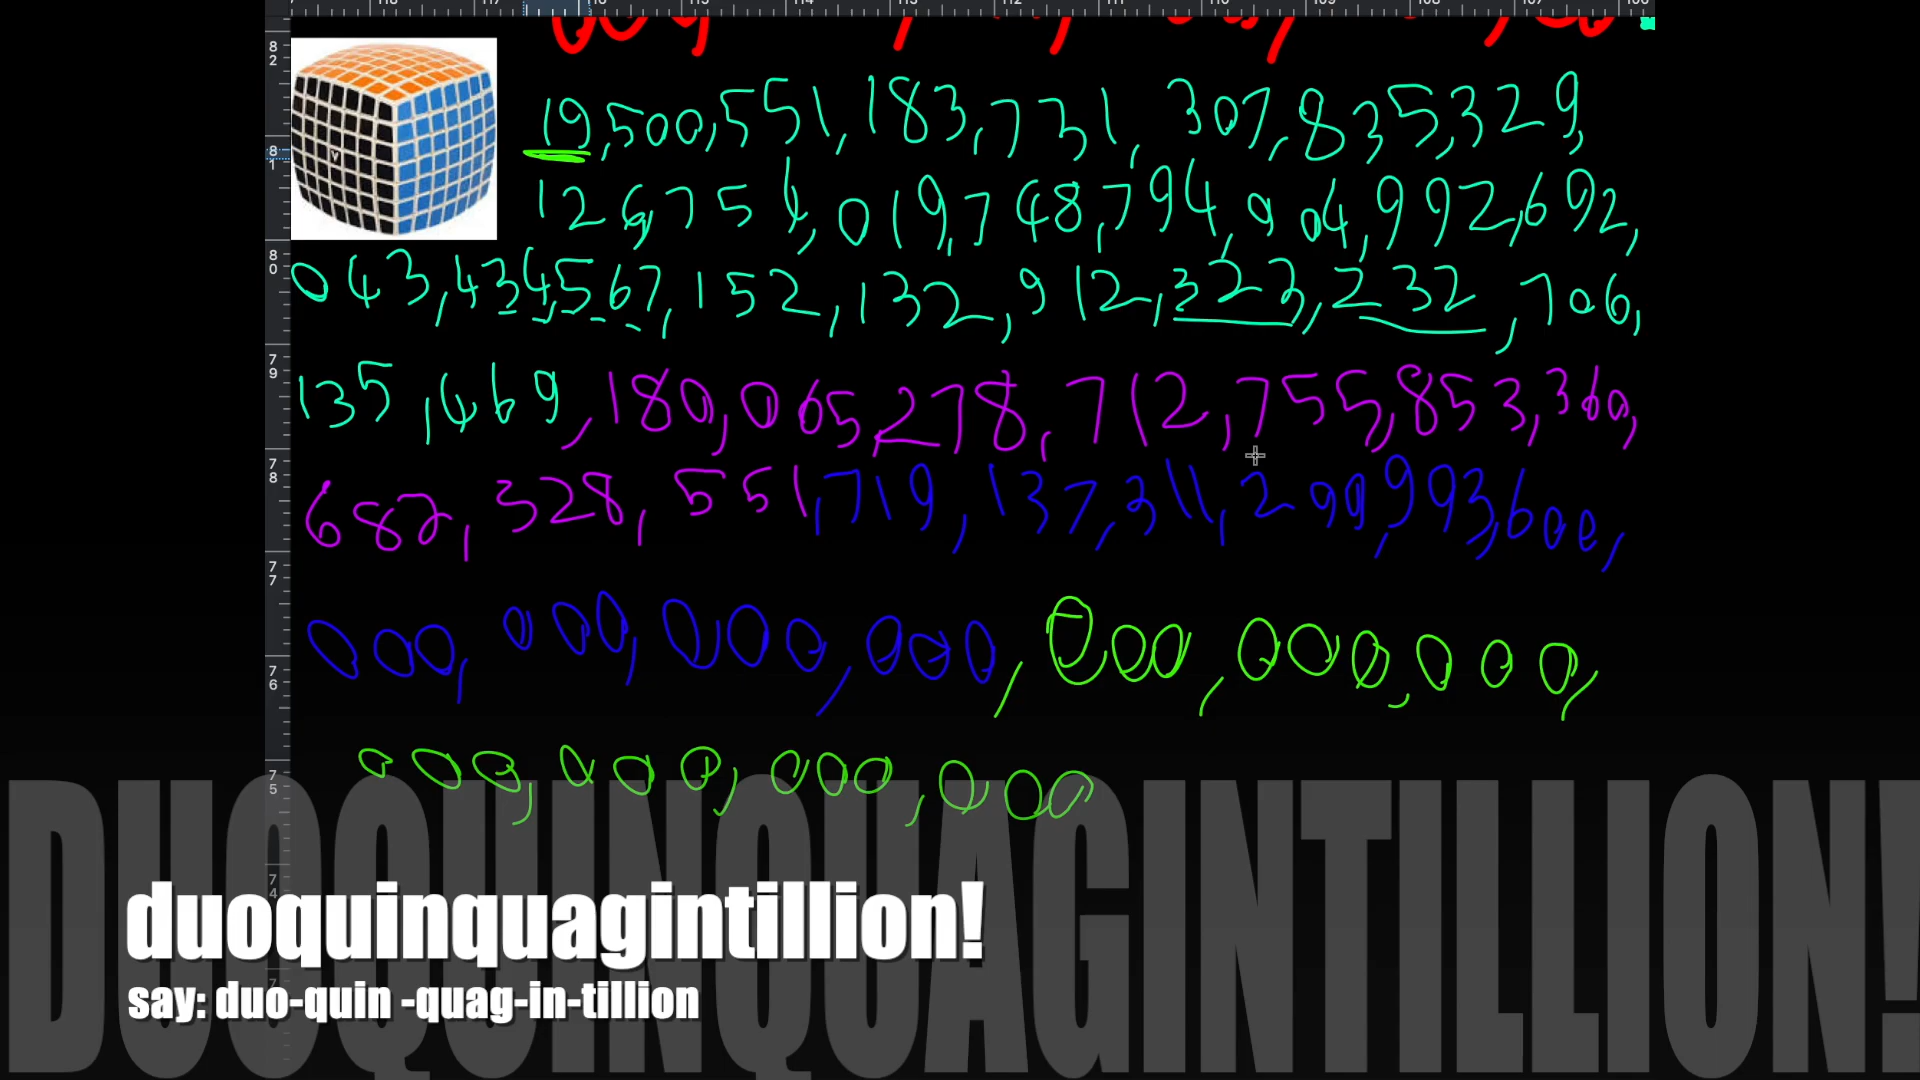 19,500,551,183,731,307,835,329,
126,754,019,748,794,904,992,692,
043,434,567,152,132,912,323,232,706,
135,469,180,065,278,712,755,853,360,
682,328,551,719,137,311,299,993,600,
000,000,000,000,000,000,000,
000,000,000,000
DUOQUINQUAGINTILLION!
duoquinquagintillion!
say: duo-quin -quag-in-tillion